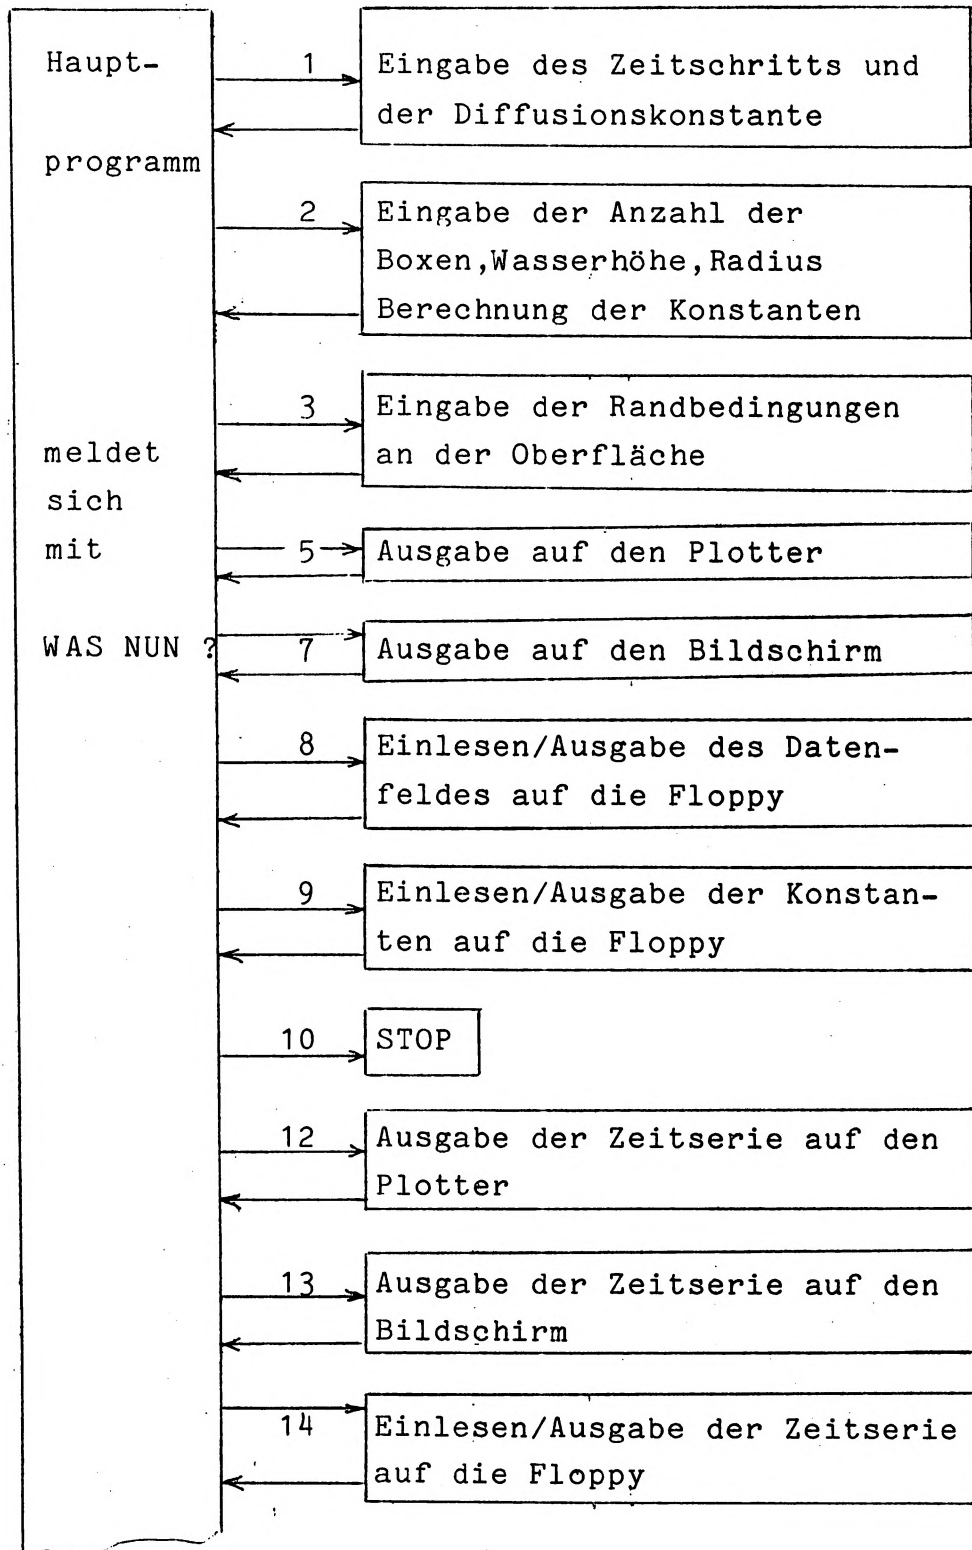 Haupt-
programm
meldet
sich
mit
WAS NUN ?
1
Eingabe des Zeitschritts und
der Diffusionskonstante
2
Eingabe der Anzahl der
Boxen,Wasserhöhe,Radius
Berechnung der Konstanten
3
Eingabe der Randbedingungen
an der Oberfläche
5
Ausgabe auf den Plotter
7
Ausgabe auf den Bildschirm
8
Einlesen/Ausgabe des Daten-
feldes auf die Floppy
9
Einlesen/Ausgabe der Konstan-
ten auf die Floppy
10
STOP
12
Ausgabe der Zeitserie auf den
Plotter
13
Ausgabe der Zeitserie auf den
Bildschirm
14
Einlesen/Ausgabe der Zeitserie
auf die Floppy